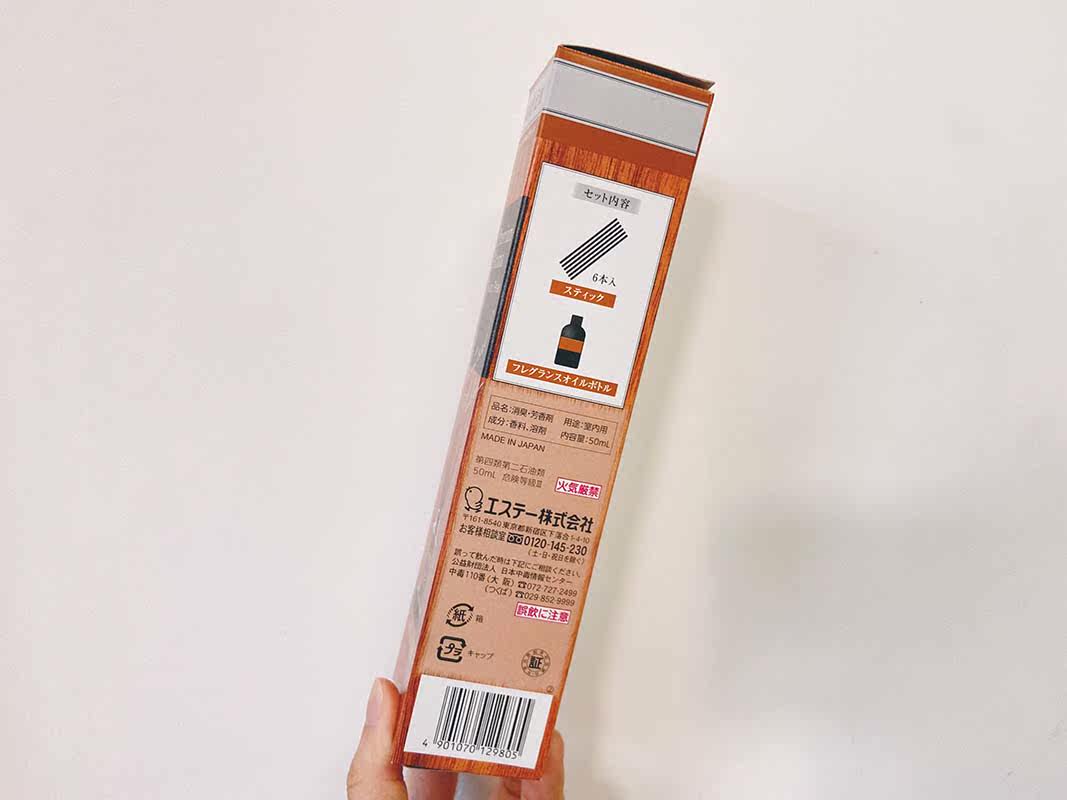 セット内容
6本入
スティック
フレグランスオイルボトル
品名:消臭・芳香剤 用途:室内用
成分:香料、溶剤 内容量:50mL
MADE IN JAPAN
第四類第二石油類
50mL 危険等級Ⅲ
火気厳禁
エステー株式会社
〒161-8540 東京都新宿区下落合1-4-10
お客様相談室 0120-145-230
(土・日・祝日を除く)
誤って飲んだ時は下記にご相談ください。
公益財団法人 日本中毒情報センター
中毒110番(大 阪)☎072-727-2499
(つくば)☎029-852-9999
誤飲に注意
紙 箱
プラ キャップ
証
②
4 901070 129805